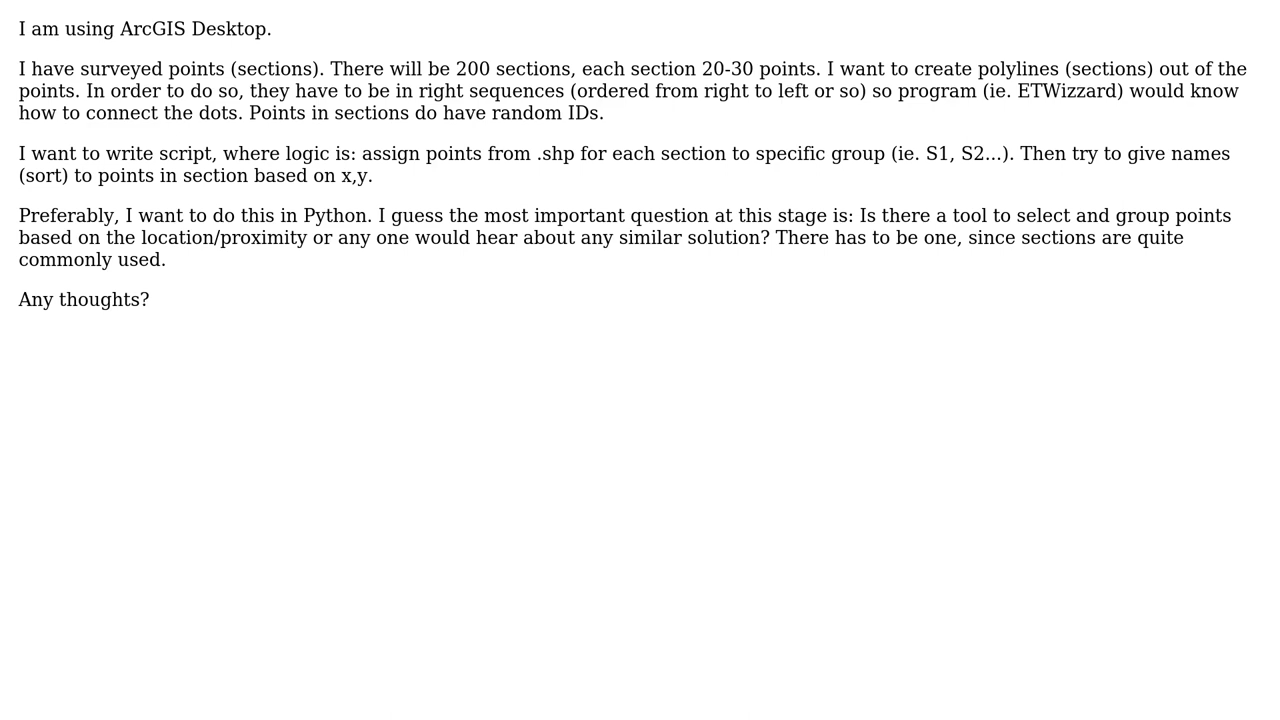 I am using ArcGIS Desktop.
I have surveyed points (sections). There will be 200 sections, each section 20-30 points. I want to create polylines (sections) out of the
points. In order to do so, they have to be in right sequences (ordered from right to left or so) so program (ie. ETWizzard) would know
how to connect the dots. Points in sections do have random IDs.
I want to write script, where logic is: assign points from .shp for each section to specific group (ie. S1, S2...). Then try to give names
(sort) to points in section based on x,y.
Preferably, I want to do this in Python. I guess the most important question at this stage is: Is there a tool to select and group points
based on the location/proximity or any one would hear about any similar solution? There has to be one, since sections are quite
commonly used.
Any thoughts?